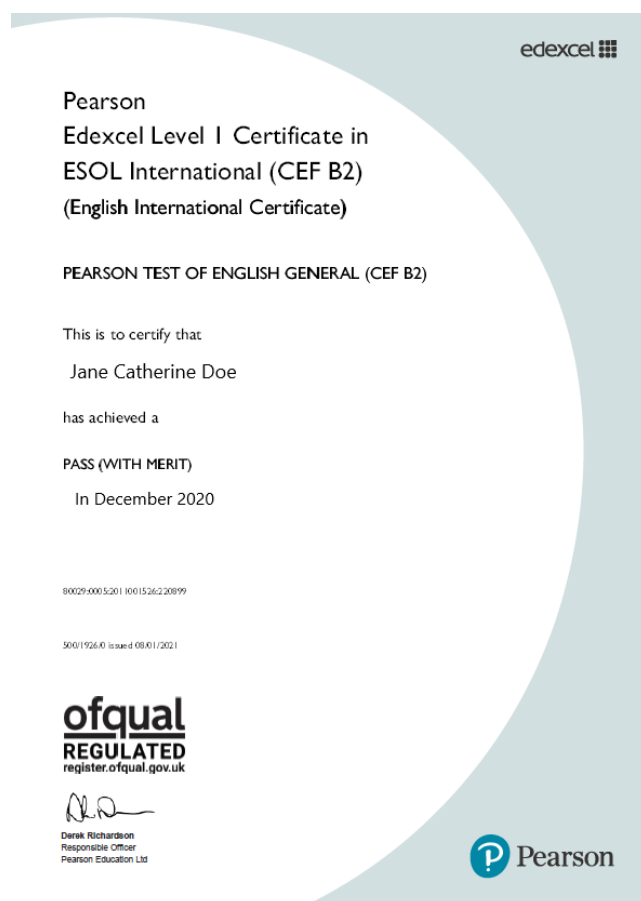 edexcel
Pearson
Edexcel Level 1 Certificate in
ESOL International (CEF B2)
(English International Certificate)
PEARSON TEST OF ENGLISH GENERAL (CEF B2)
This is to certify that
Jane Catherine Doe
has achieved a
PASS (WITH MERIT)
In December 2020
80029:0005:2011001526:220899
500/1926/0 issued 08/01/2021
ofqual
REGULATED
register.ofqual.gov.uk
Derek Richardson
Responsible Officer
Pearson Education Ltd
Pearson